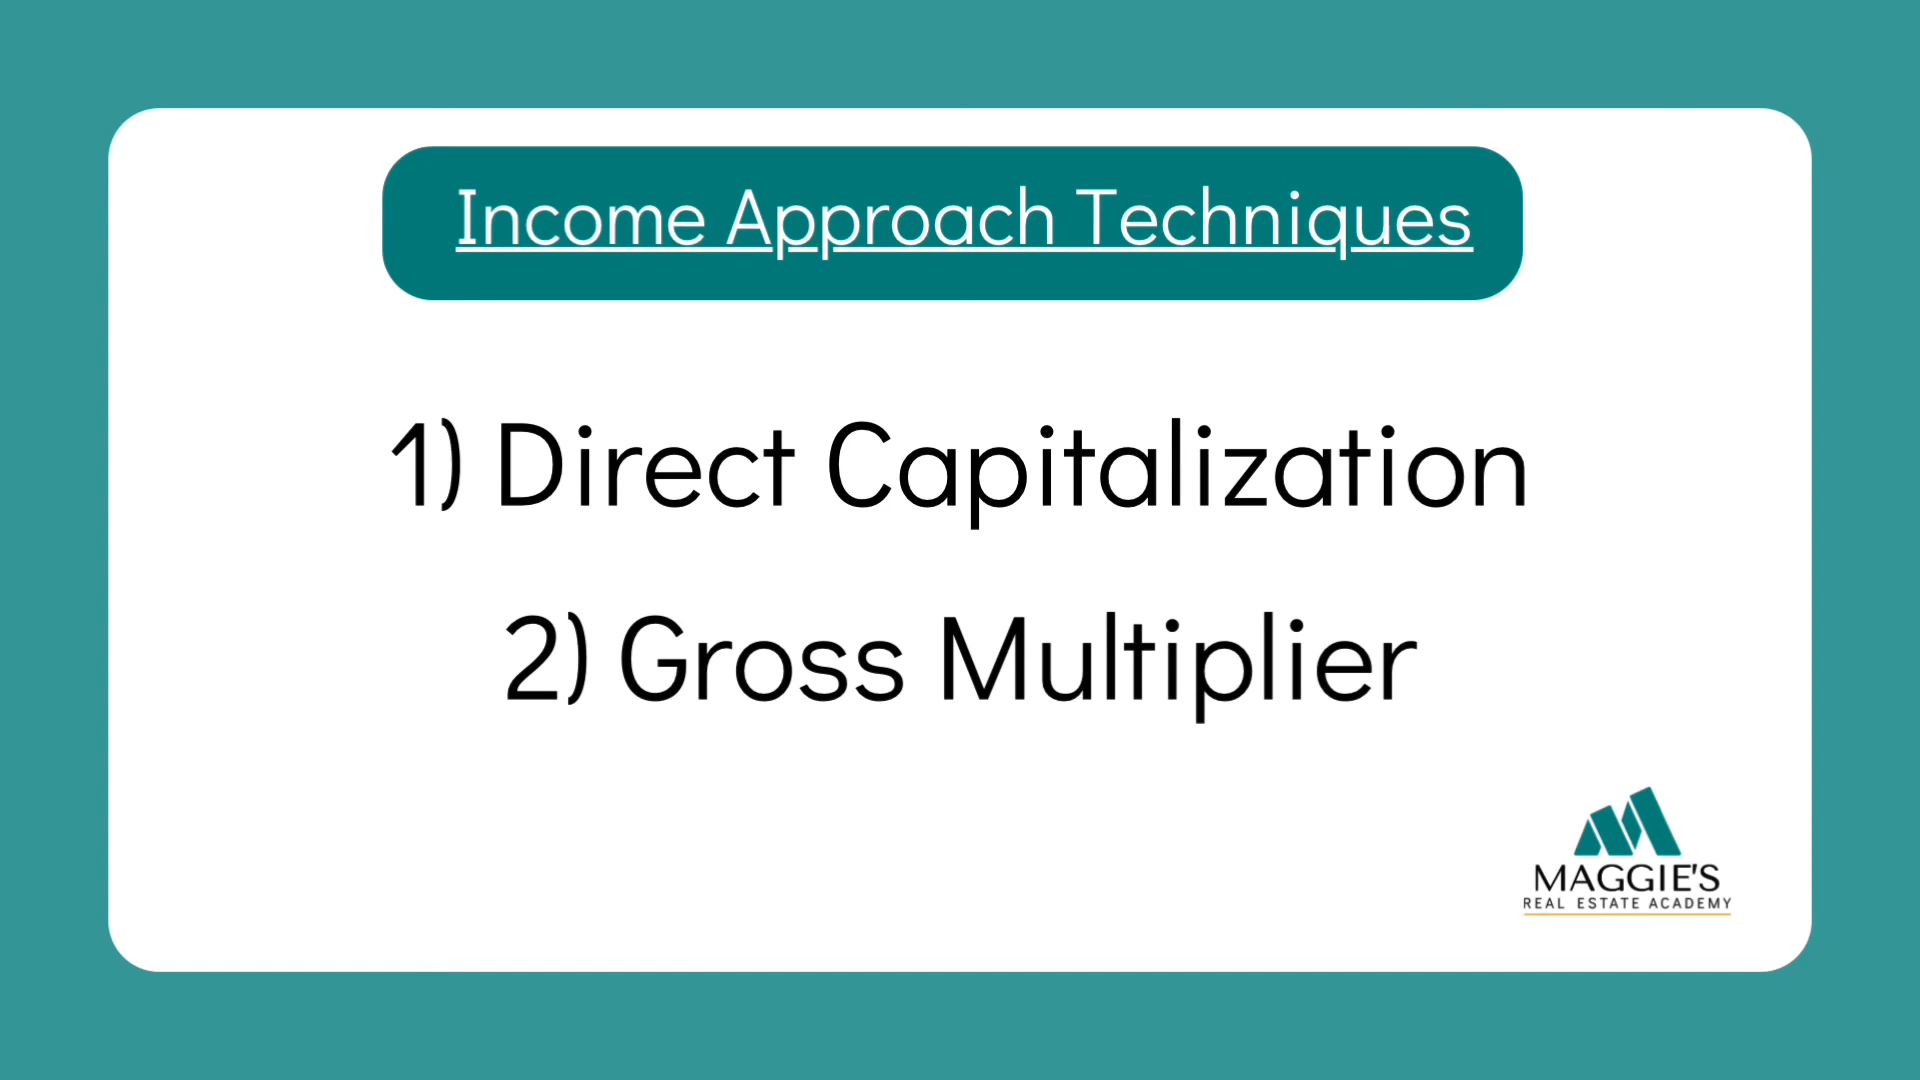 Income Approach Techniques
1) Direct Capitalization
2) Gross Multiplier
MAGGIE'S
REAL ESTATE ACADEMY